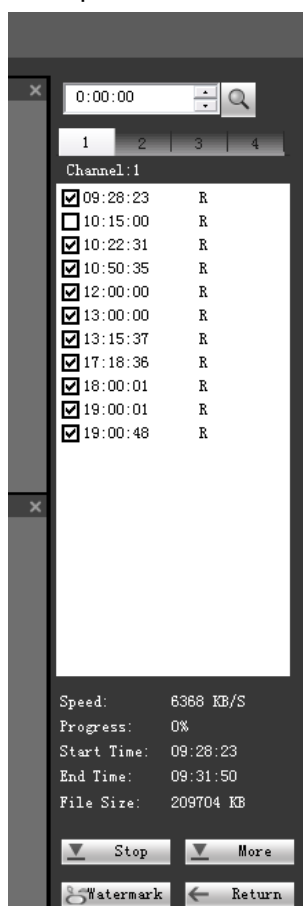 0:00:00
1 2 3 4
Channel:1
09:28:23 R
10:15:00 R
10:22:31 R
10:50:35 R
12:00:00 R
13:00:00 R
13:15:37 R
17:18:36 R
18:00:01 R
19:00:01 R
19:00:48 R
Speed: 6368 KB/S
Progress: 0%
Start Time: 09:28:23
End Time: 09:31:50
File Size: 209704 KB
Stop More
Watermark Return